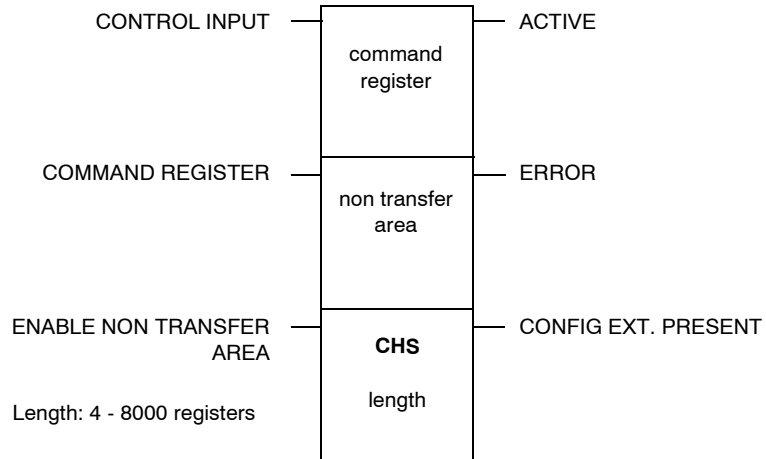 CONTROL INPUT
ACTIVE
command
register
COMMAND REGISTER
ERROR
non transfer
area
ENABLE NON TRANSFER
AREA
CONFIG EXT. PRESENT
CHS
length
Length: 4 - 8000 registers